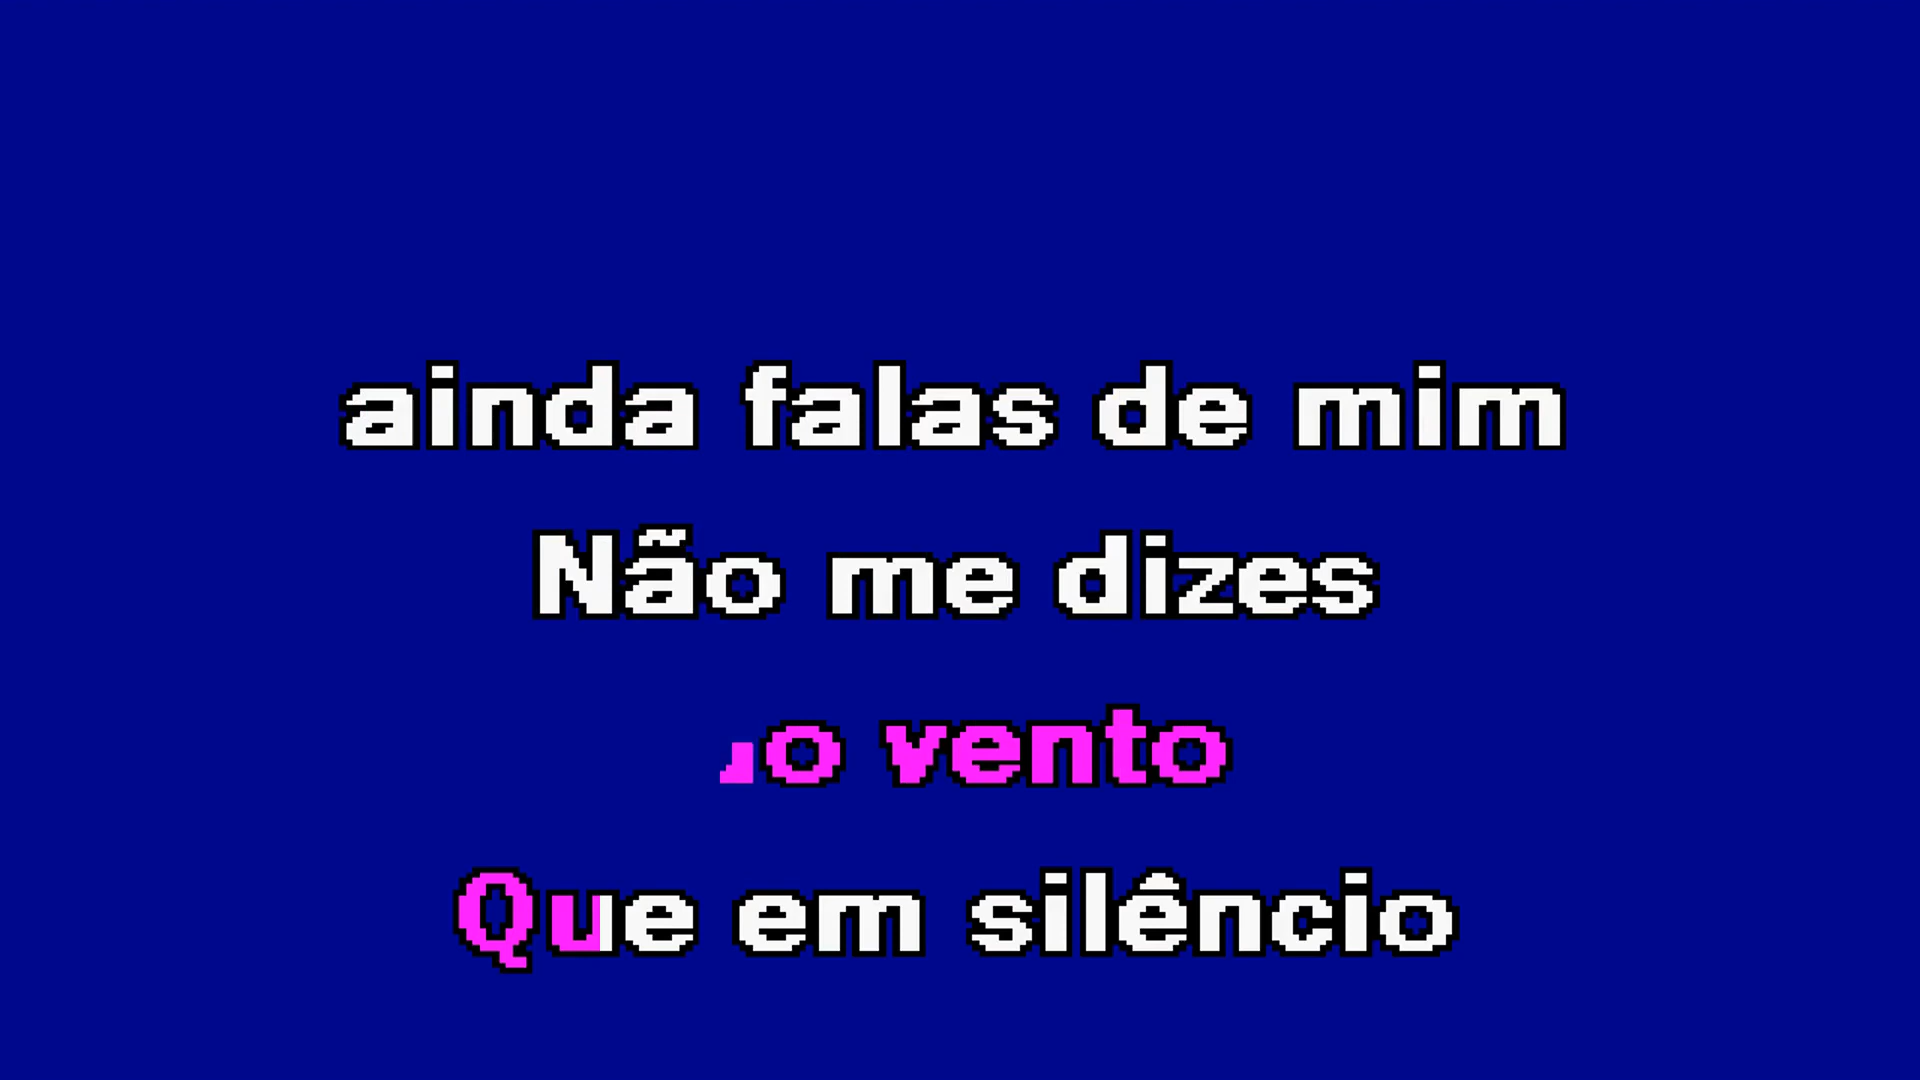 ainda falas de mim
Não me dizes
o vento
Que em silêncio